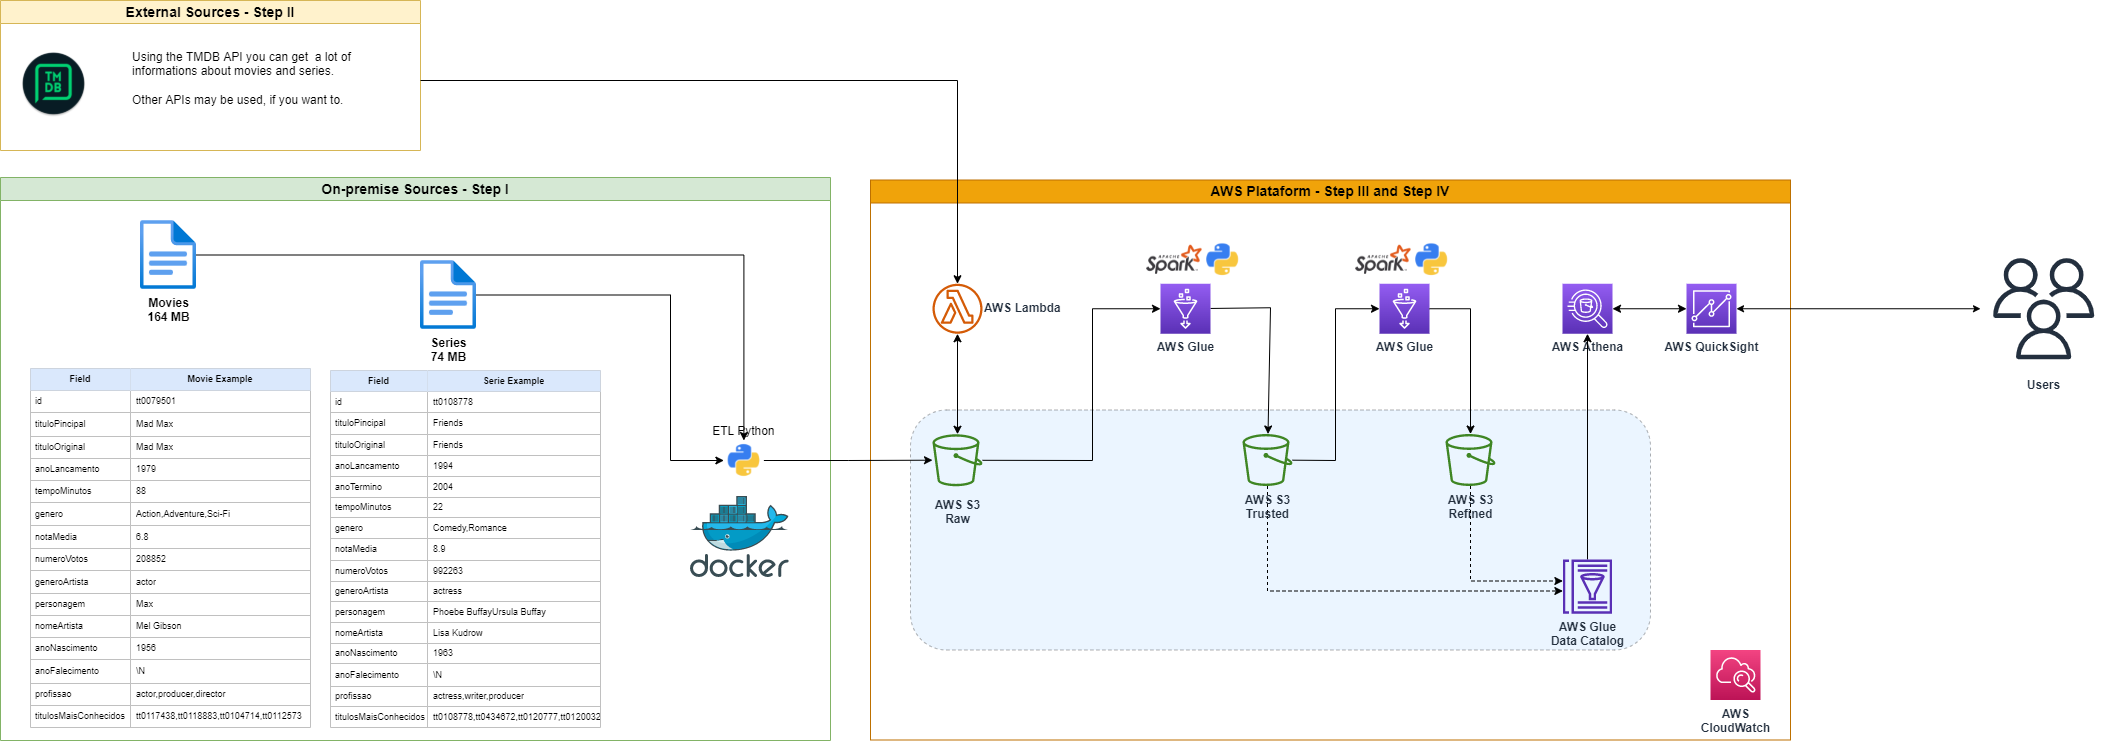 External Sources - Step II
TM
DB
Using the TMDB API you can get  a lot of
informations about movies and series.
Other APIs may be used, if you want to.
On-premise Sources - Step I
Movies
164 MB
Series
74 MB
Field Movie Example
id tt0079501
tituloPincipal Mad Max
tituloOriginal Mad Max
anoLancamento 1979
tempoMinutos 88
genero Action,Adventure,Sci-Fi
notaMedia 6.8
numeroVotos 208852
generoArtista actor
personagem Max
nomeArtista Mel Gibson
anoNascimento 1956
anoFalecimento \N
profissao actor,producer,director
titulosMaisConhecidos tt0117438,tt0118883,tt0104714,tt0112573
Field Serie Example
id tt0108778
tituloPincipal Friends
tituloOriginal Friends
anoLancamento 1994
anoTermino 2004
tempoMinutos 22
genero Comedy,Romance
notaMedia 8.9
numeroVotos 992263
generoArtista actress
personagem Phoebe BuffayUrsula Buffay
nomeArtista Lisa Kudrow
anoNascimento 1963
anoFalecimento \N
profissao actress,writer,producer
titulosMaisConhecidos tt0108778,tt0434672,tt0120777,tt0120032
ETL Python
docker
AWS Plataform - Step III and Step IV
AWS Lambda
APACHE
Spark
AWS Glue
APACHE
Spark
AWS Glue
AWS Athena
AWS QuickSight
Users
AWS S3
Raw
AWS S3
Trusted
AWS S3
Refined
AWS Glue
Data Catalog
AWS
CloudWatch